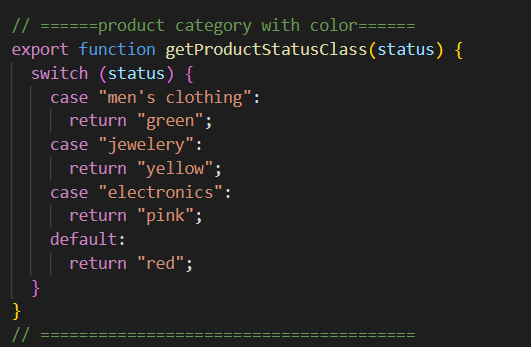 // ======product category with color======
export function getProductStatusClass(status) {
switch (status) {
case "men's clothing":
return "green";
case "jewelery":
return "yellow";
case "electronics":
return "pink";
default:
return "red";
}
}
// =======================================